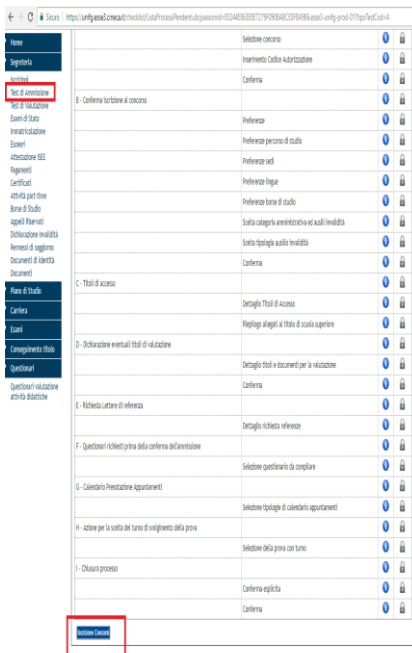 Sicuro https://unifg.esse3.cineca.it/
Home
Segreteria
Iscrizioni
Test di Ammissione
Test di Valutazione
Esami di Stato
Immatricolazione
Esoneri
Attestazione ISEE
Pagamenti
Certificati
Attività part-time
Borse di Studio
Appelli Riservati
Dichiarazione Invalidità
Permessi di soggiorno
Documenti di identità
Documenti
Piano di Studio
Carriera
Esami
Conseguimento titolo
Questionari
Questionari valutazione
attività didattiche
Selezione concorso
Inserimento Codice Autorizzazione
Conferma
B - Conferma iscrizione al concorso
Preferenze
Preferenze percorso di studio
Preferenze sedi
Preferenze lingue
Preferenze borse di studio
Scelta categoria amministrativa ed ausili invalidità
Scelta tipologia ausilio invalidità
Conferma
C - Titoli di accesso
Dettaglio Titoli di Accesso
Riepilogo allegati al titolo di scuola superiore
D - Dichiarazione eventuali titoli di valutazione
Dettaglio titoli e documenti per la valutazione
Conferma
E - Richiesta Lettere di referenza
Dettaglio richiesta referenze
F - Questionari richiesti prima della conferma dell'ammissione
Selezione questionario da compilare
G - Calendario Prenotazione Appuntamenti
Selezione tipologie di calendario appuntamenti
H - Azione per la scelta del turno di svolgimento della prova
Selezione della prova con turno
I - Chiusura processo
Conferma esplicita
Conferma
Iscrizione Concorsi